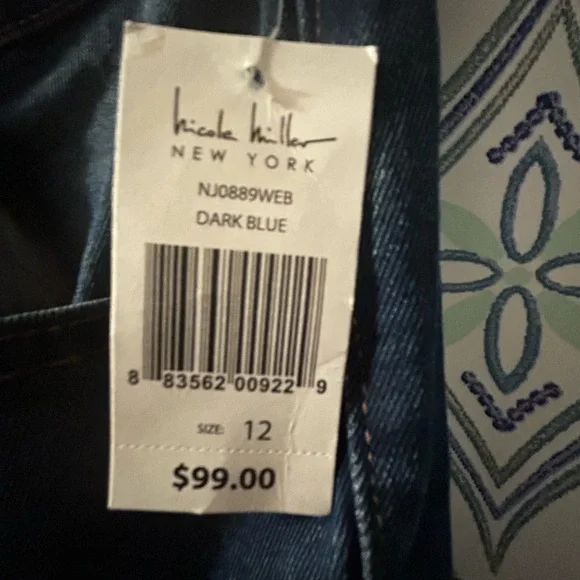 nicole miller
NEW YORK
NJ0889WEB
DARK BLUE
8 83562 00922 9
SIZE: 12
$99.00